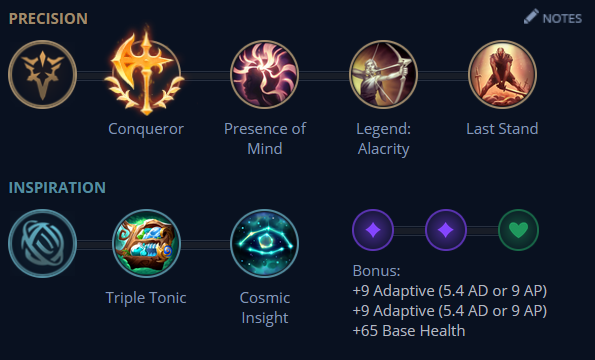 PRECISION
NOTES
Conqueror
Presence of
Mind
Legend:
Alacrity
Last Stand
INSPIRATION
Triple Tonic
Cosmic
Insight
Bonus:
+9 Adaptive (5.4 AD or 9 AP)
+9 Adaptive (5.4 AD or 9 AP)
+65 Base Health